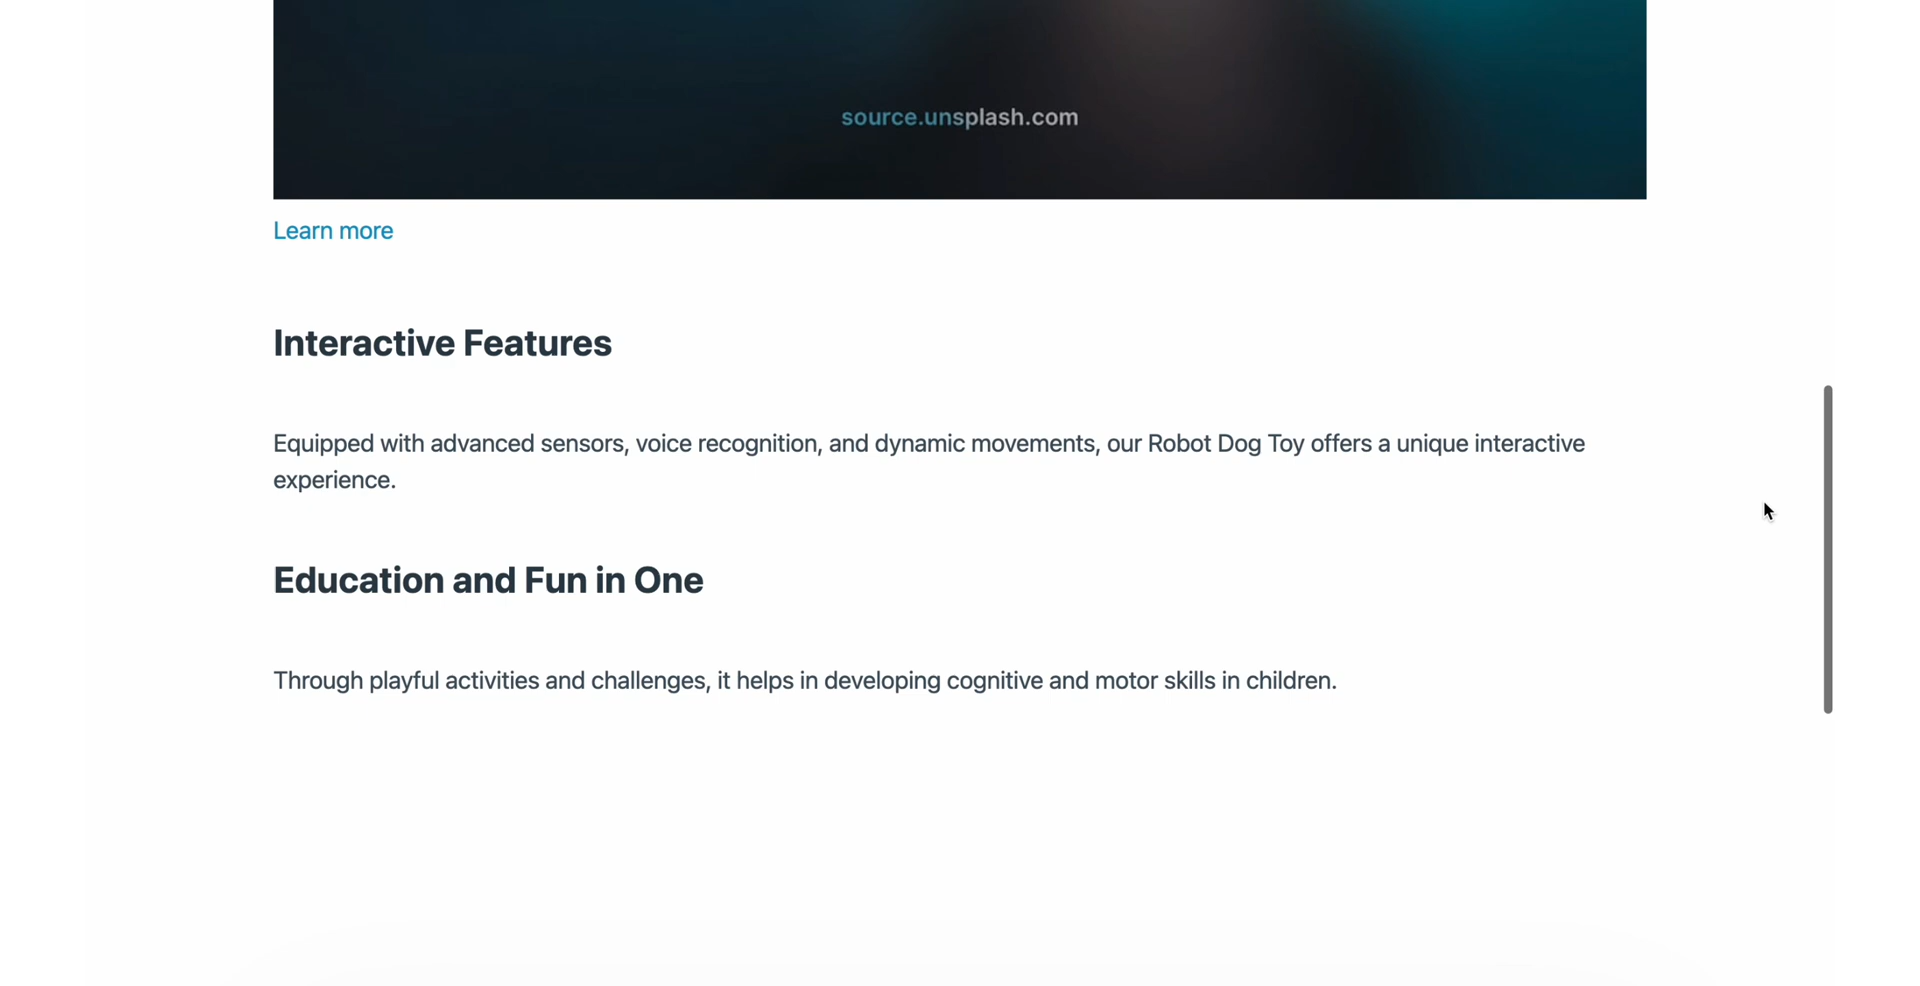 source.unsplash.com
Learn more
Interactive Features
Equipped with advanced sensors, voice recognition, and dynamic movements, our Robot Dog Toy offers a unique interactive
experience.
Education and Fun in One
Through playful activities and challenges, it helps in developing cognitive and motor skills in children.